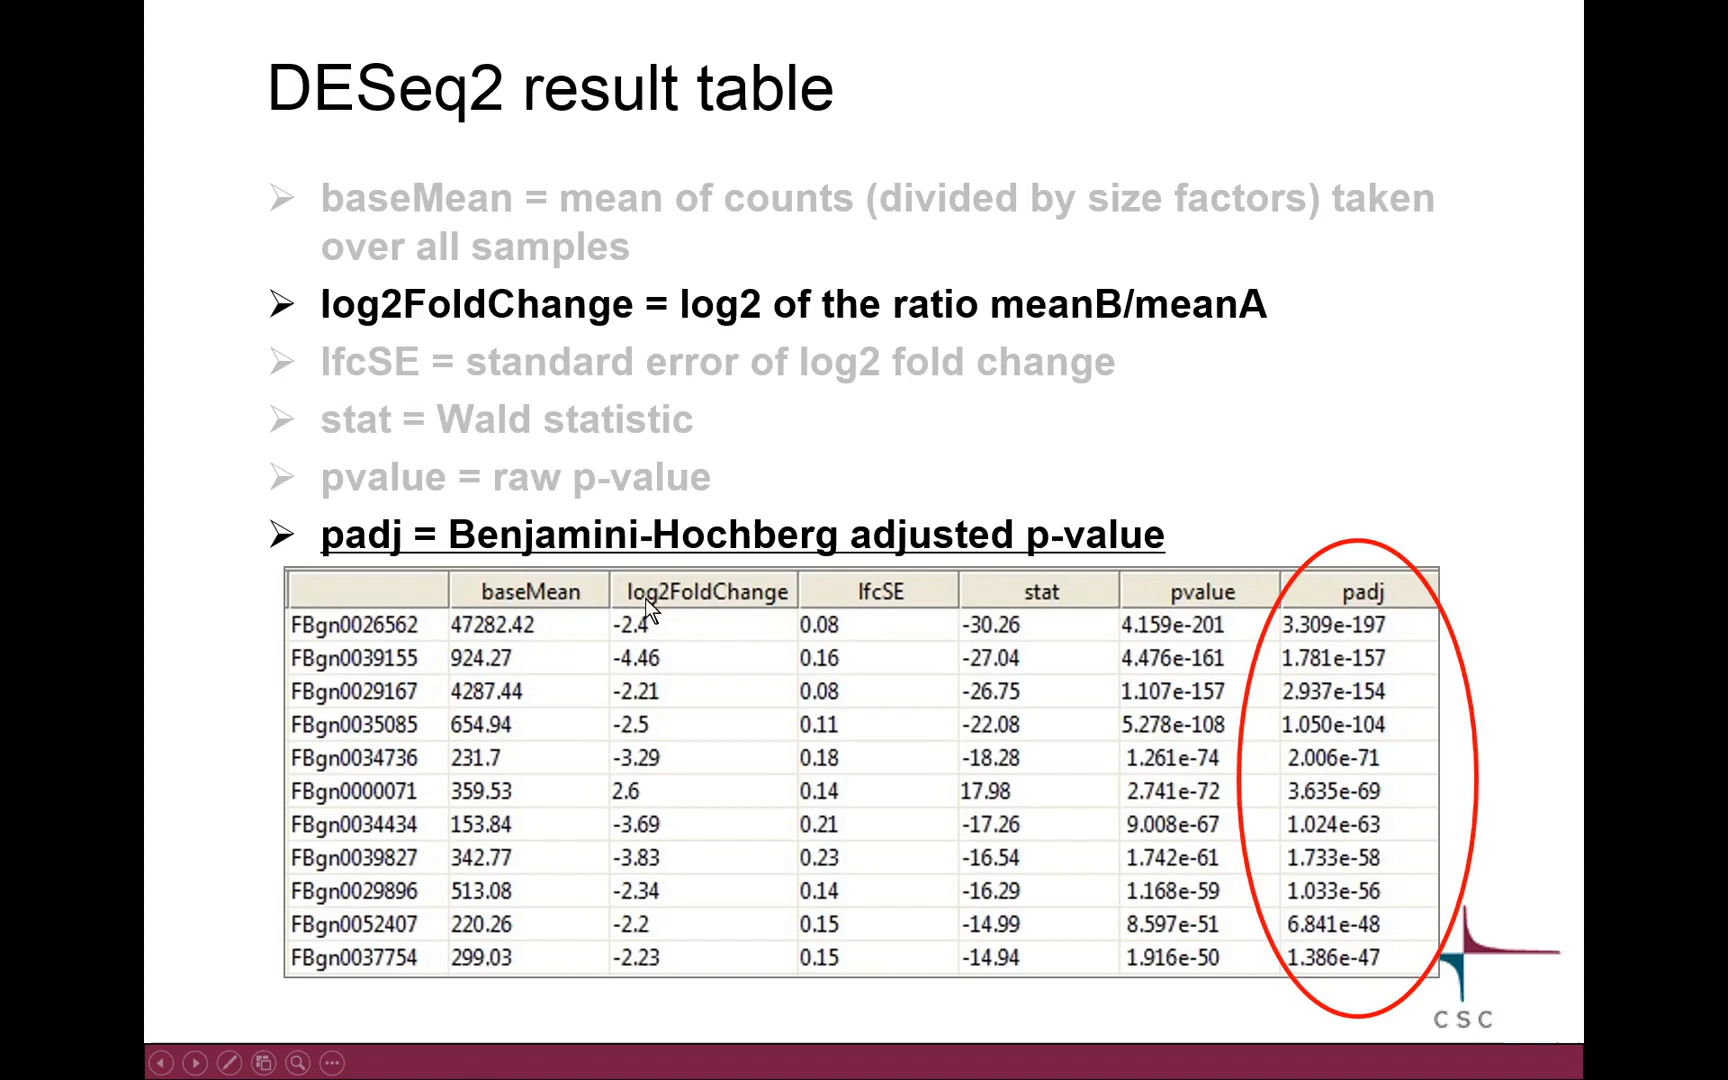 DESeq2 result table
baseMean = mean of counts (divided by size factors) taken
over all samples
log2FoldChange = log2 of the ratio meanB/meanA
lfcSE = standard error of log2 fold change
stat = Wald statistic
pvalue = raw p-value
padj = Benjamini-Hochberg adjusted p-value
baseMean log2FoldChange lfcSE stat pvalue padj
FBgn0026562 47282.42 -2.4 0.08 -30.26 4.159e-201 3.309e-197
FBgn0039155 924.27 -4.46 0.16 -27.04 4.476e-161 1.781e-157
FBgn0029167 4287.44 -2.21 0.08 -26.75 1.107e-157 2.937e-154
FBgn0035085 654.94 -2.5 0.11 -22.08 5.278e-108 1.050e-104
FBgn0034736 231.7 -3.29 0.18 -18.28 1.261e-74 2.006e-71
FBgn0000071 359.53 2.6 0.14 17.98 2.741e-72 3.635e-69
FBgn0034434 153.84 -3.69 0.21 -17.26 9.008e-67 1.024e-63
FBgn0039827 342.77 -3.83 0.23 -16.54 1.742e-61 1.733e-58
FBgn0029896 513.08 -2.34 0.14 -16.29 1.168e-59 1.033e-56
FBgn0052407 220.26 -2.2 0.15 -14.99 8.597e-51 6.841e-48
FBgn0037754 299.03 -2.23 0.15 -14.94 1.916e-50 1.386e-47
CSC